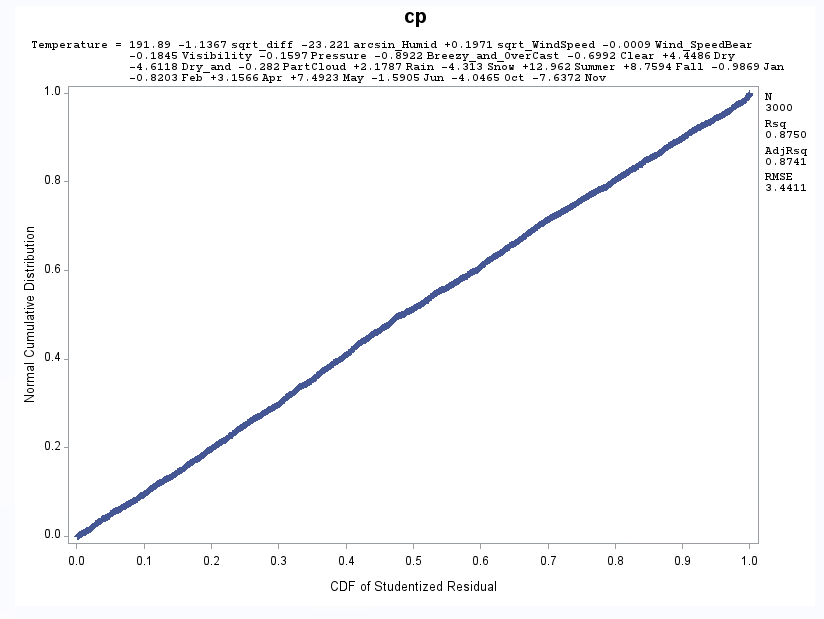 cp
Temperature = 191.89 -1.1367 sqrt_diff -23.221 arcsin_Humid +0.1971 sqrt_WindSpeed -0.0009 Wind_SpeedBear
-0.1845 Visibility -0.1597 Pressure -0.8922 Breezy_and_OverCast -0.6992 Clear +4.4486 Dry
-4.6118 Dry_and -0.282 PartCloud +2.1787 Rain -4.313 Snow +12.962 Summer +8.7594 Fall -0.9869 Jan
-0.8203 Feb +3.1566 Apr +7.4923 May -1.5905 Jun -4.0465 Oct -7.6372 Nov
N
3000
Rsq
0.8750
AdjRsq
0.8741
RMSE
3.4411
Normal Cumulative Distribution
1.0
0.8
0.6
0.4
0.2
0.0
0.0 0.1 0.2 0.3 0.4 0.5 0.6 0.7 0.8 0.9 1.0
CDF of Studentized Residual